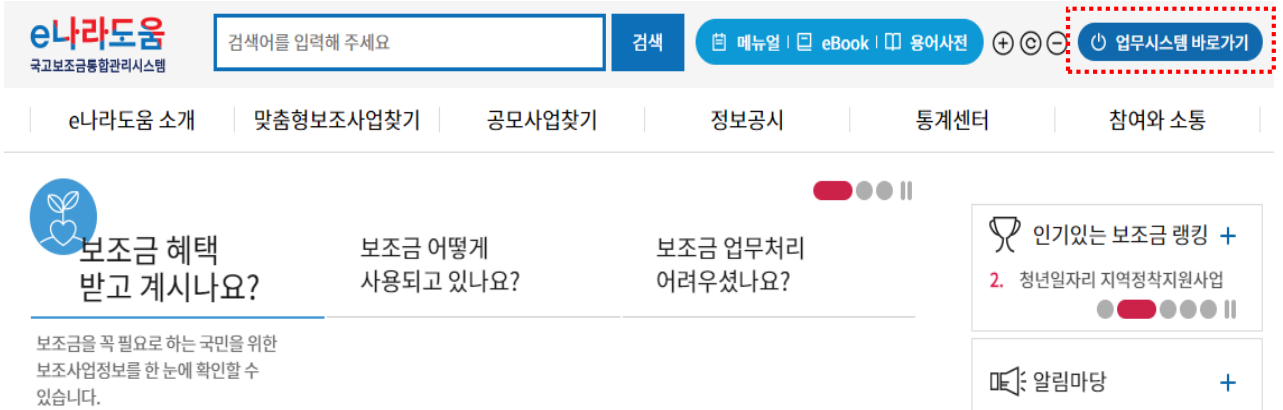 e나라도움
국고보조금통합관리시스템
검색어를 입력해 주세요
검색
메뉴얼 | eBook | 용어사전
업무시스템 바로가기
e나라도움 소개
맞춤형보조사업찾기
공모사업찾기
정보공시
통계센터
참여와 소통
보조금 혜택
받고 계시나요?
보조금 어떻게
사용되고 있나요?
보조금 업무처리
어려우셨나요?
보조금을 꼭 필요로 하는 국민을 위한
보조사업정보를 한 눈에 확인할 수
있습니다.
인기있는 보조금 랭킹 +
2. 청년일자리 지역정착지원사업
알림마당 +